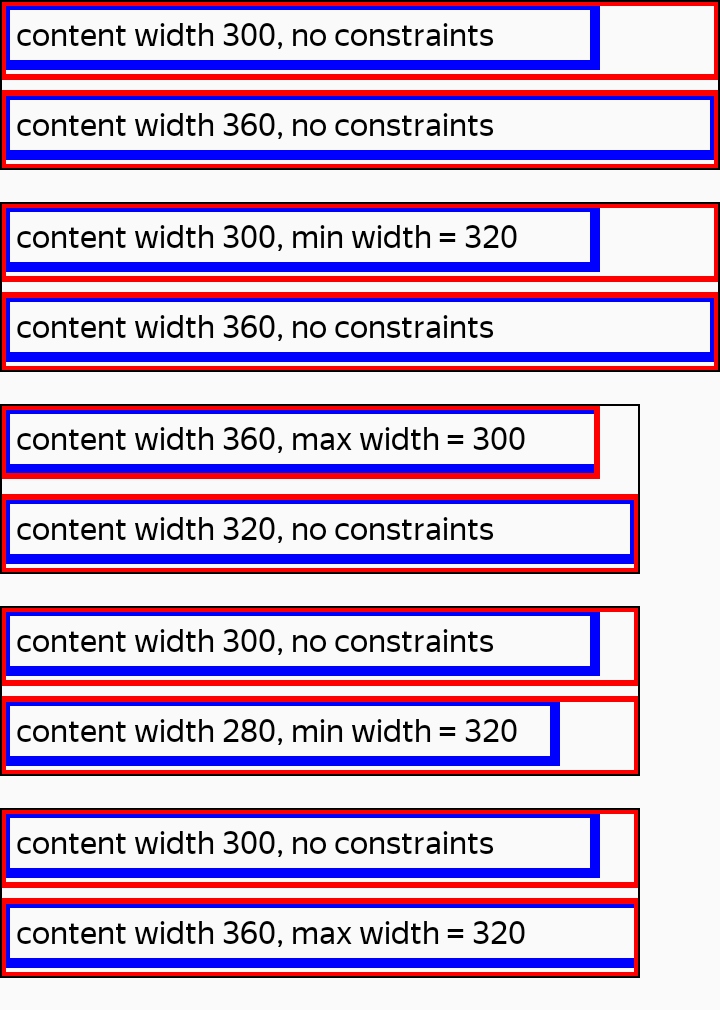 content width 300, no constraints
content width 360, no constraints
content width 300, min width = 320
content width 360, no constraints
content width 360, max width = 300
content width 320, no constraints
content width 300, no constraints
content width 280, min width = 320
content width 300, no constraints
content width 360, max width = 320